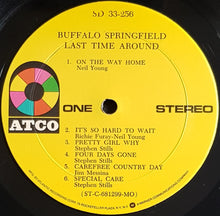 SD 33-256
BUFFALO SPRINGFIELD
LAST TIME AROUND
1. ON THE WAY HOME
Neil Young
ATCO
ONE
STEREO
2. IT'S SO HARD TO WAIT
Richie Furay-Neil Young
3. PRETTY GIRL WHY
Stephen Stills
4. FOUR DAYS GONE
Stephen Stills
5. CAREFREE COUNTRY DAY
Jim Messina
6. SPECIAL CARE
Stephen Stills
(ST-C-681299-MO)